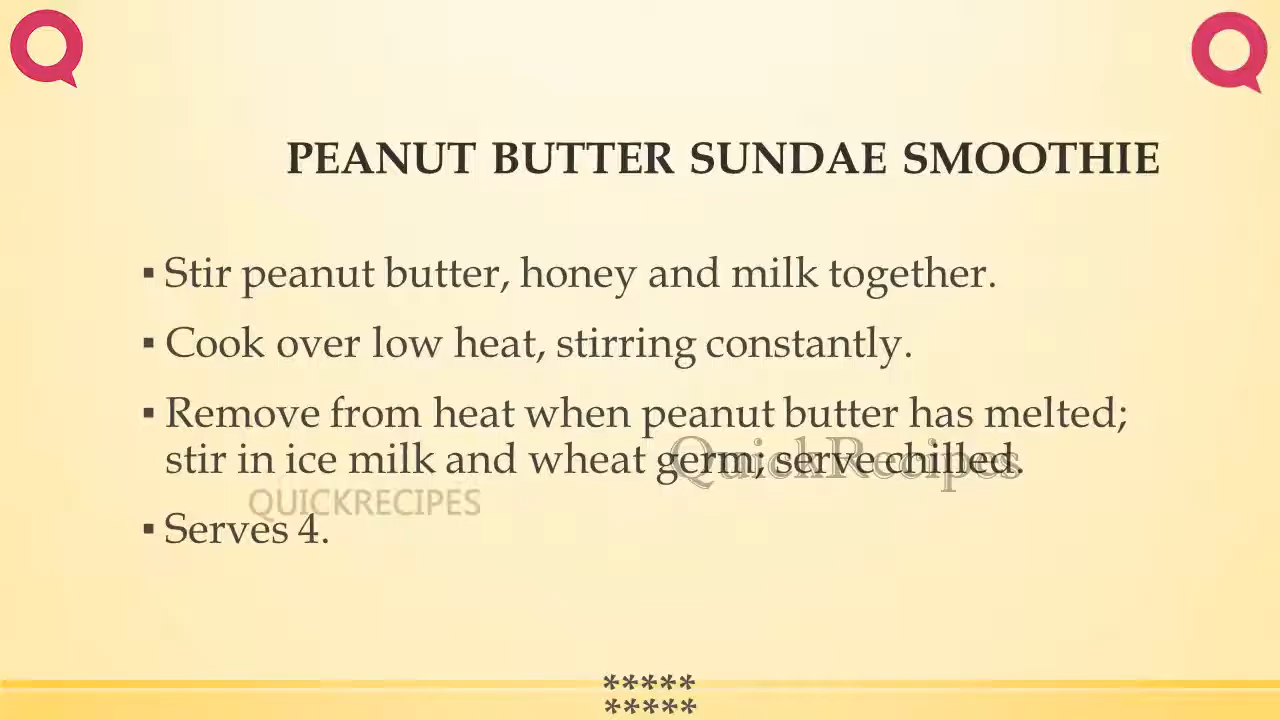 PEANUT BUTTER SUNDAE SMOOTHIE
▪ Stir peanut butter, honey and milk together.
▪ Cook over low heat, stirring constantly.
▪ Remove from heat when peanut butter has melted;
stir in ice milk and wheat germ; serve chilled.
QuickRecipes
QUICKRECIPES
▪ Serves 4.
*****
*****